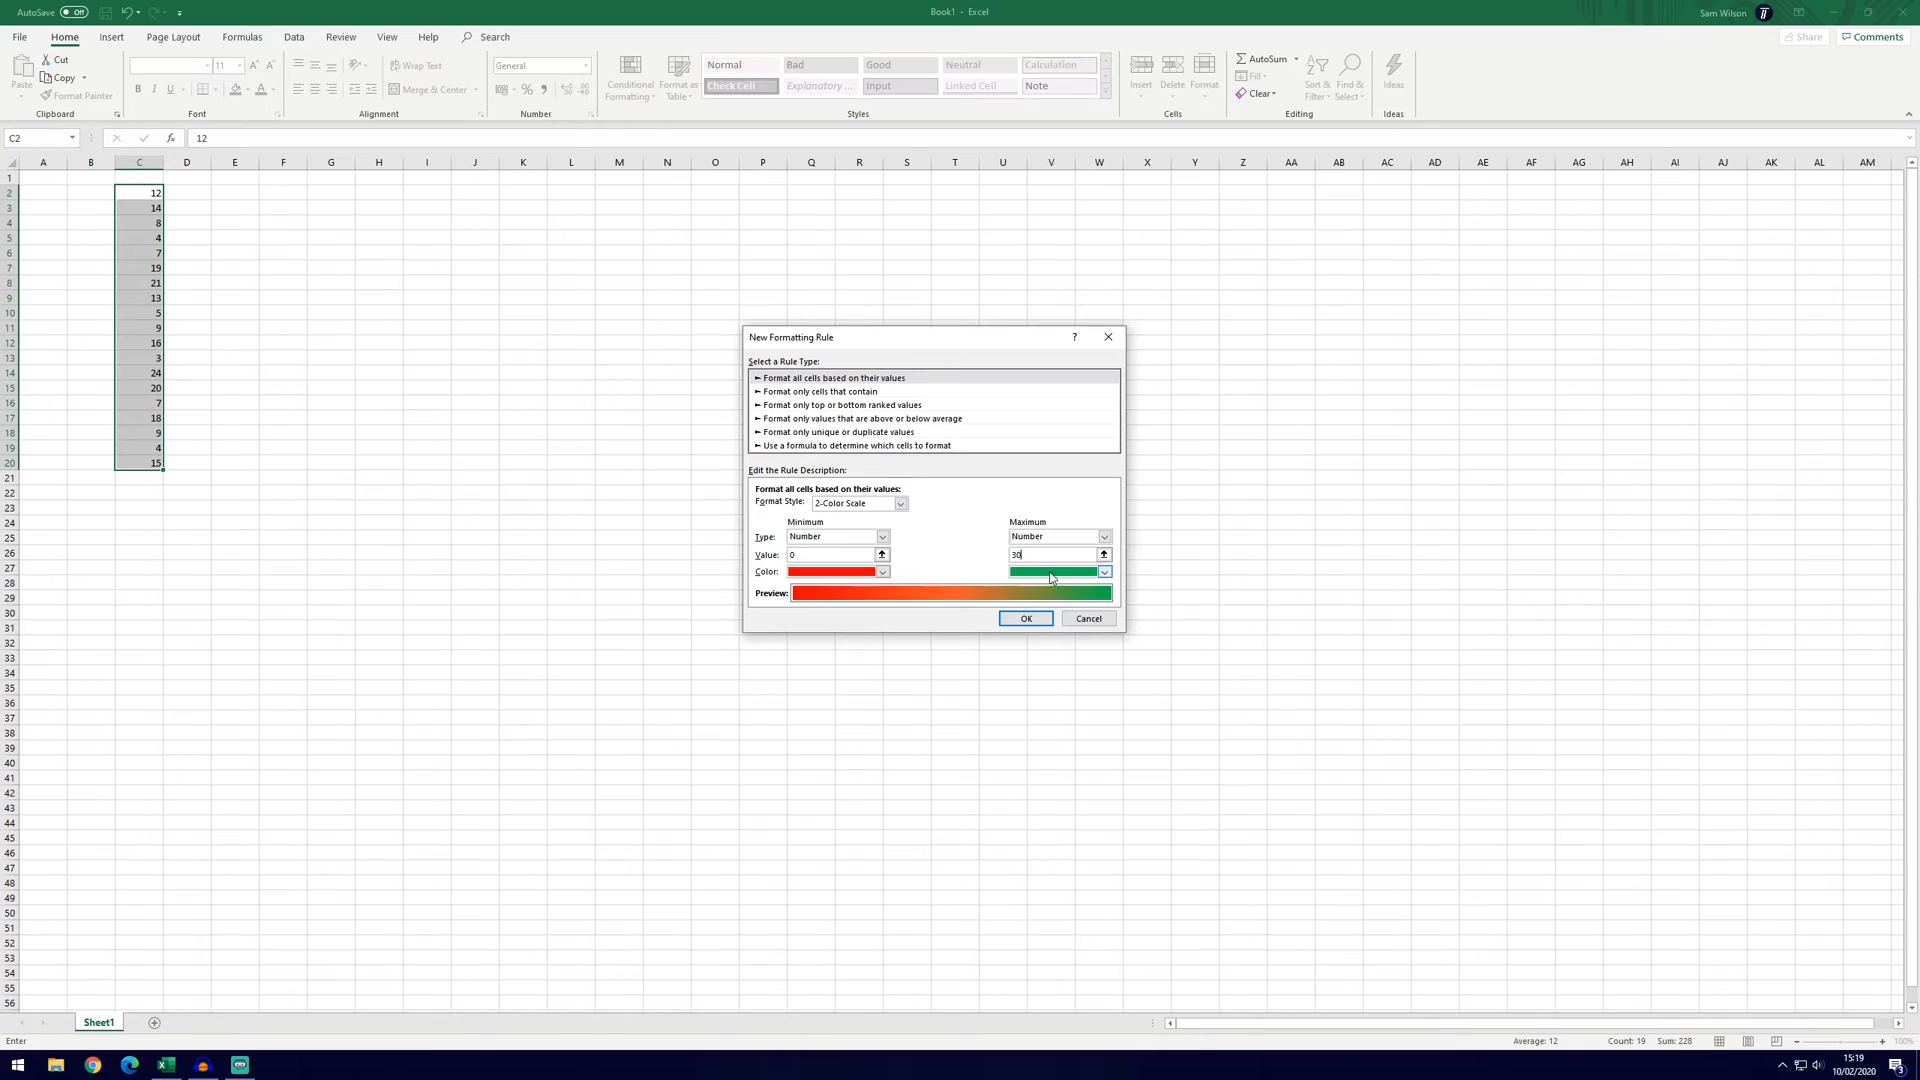 AutoSave Off Book1 - Excel Sam Wilson
File Home Insert Page Layout Formulas Data Review View Help Search Share Comments
Paste Cut Copy Format Painter
11
Wrap Text
Merge & Center
General
Conditional Formatting Format as Table
Normal Bad Good Neutral Calculation
Check Cell Explanatory ... Input Linked Cell Note
Insert Delete Format
AutoSum Fill Clear
Sort & Filter Find & Select
Ideas
Clipboard Font Alignment Number Styles Cells Editing Ideas
C2 fx 12
A B C D E F G H I J K L M N O P Q R S T U V W X Y Z AA AB AC AD AE AF AG AH AI AJ AK AL AM
1
2 12
3 14
4 8
5 4
6 7
7 19
8 21
9 13
10 5
11 9
12 16
13 3
14 24
15 20
16 7
17 18
18 9
19 4
20 15
21
22
23
24
25
26
27
28
29
30
31
32
33
34
35
36
37
38
39
40
41
42
43
44
45
46
47
48
49
50
51
52
53
54
55
56
New Formatting Rule ?
Select a Rule Type:
► Format all cells based on their values
► Format only cells that contain
► Format only top or bottom ranked values
► Format only values that are above or below average
► Format only unique or duplicate values
► Use a formula to determine which cells to format
Edit the Rule Description:
Format all cells based on their values:
Format Style: 2-Color Scale
Minimum Maximum
Type: Number Number
Value: 0 30
Color:
Preview:
OK Cancel
Sheet1
Enter Average: 12 Count: 19 Sum: 228 100%
15:19
10/02/2020
3